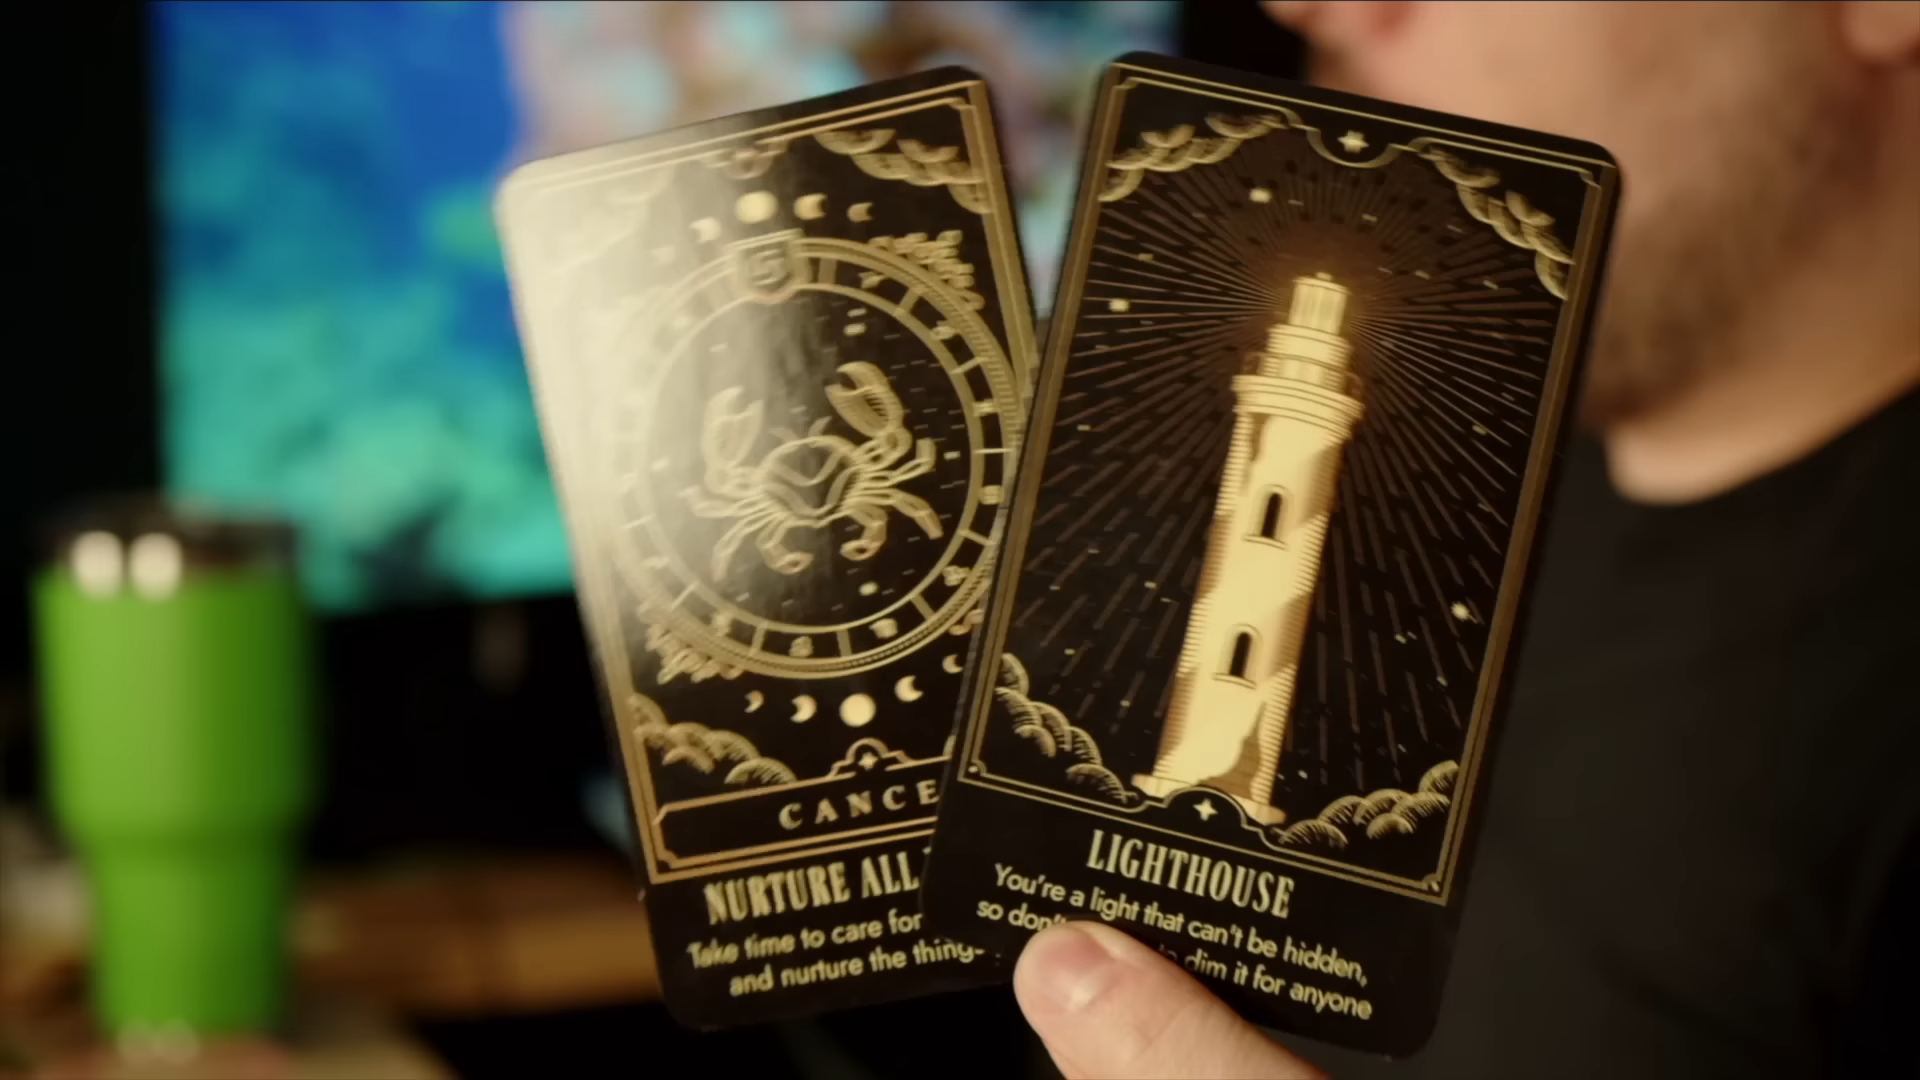 5
CANCE
NURTURE ALL
Take time to care for
and nurture the thing
LIGHTHOUSE
You're a light that can't be hidden,
so don't dim it for anyone